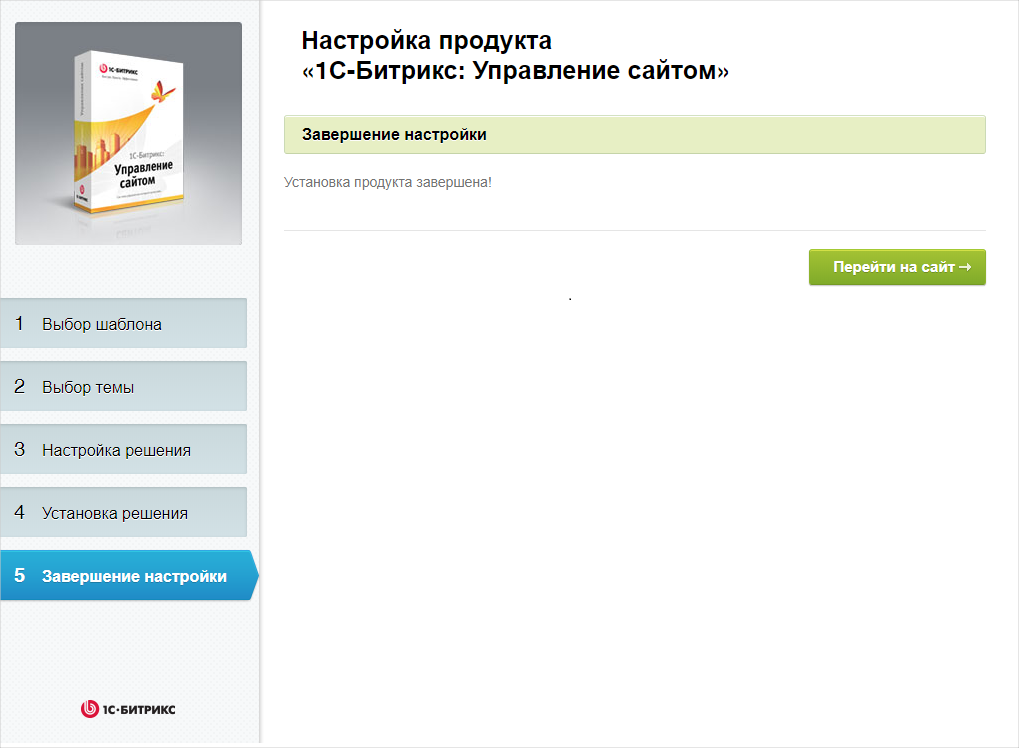 Настройка продукта
«1С-Битрикс: Управление сайтом»
Завершение настройки
Установка продукта завершена!
Перейти на сайт →
.
1С·БИТРИКС
1С-Битрикс:
Управление
сайтом
1 Выбор шаблона
2 Выбор темы
3 Настройка решения
4 Установка решения
5 Завершение настройки
1С·БИТРИКС